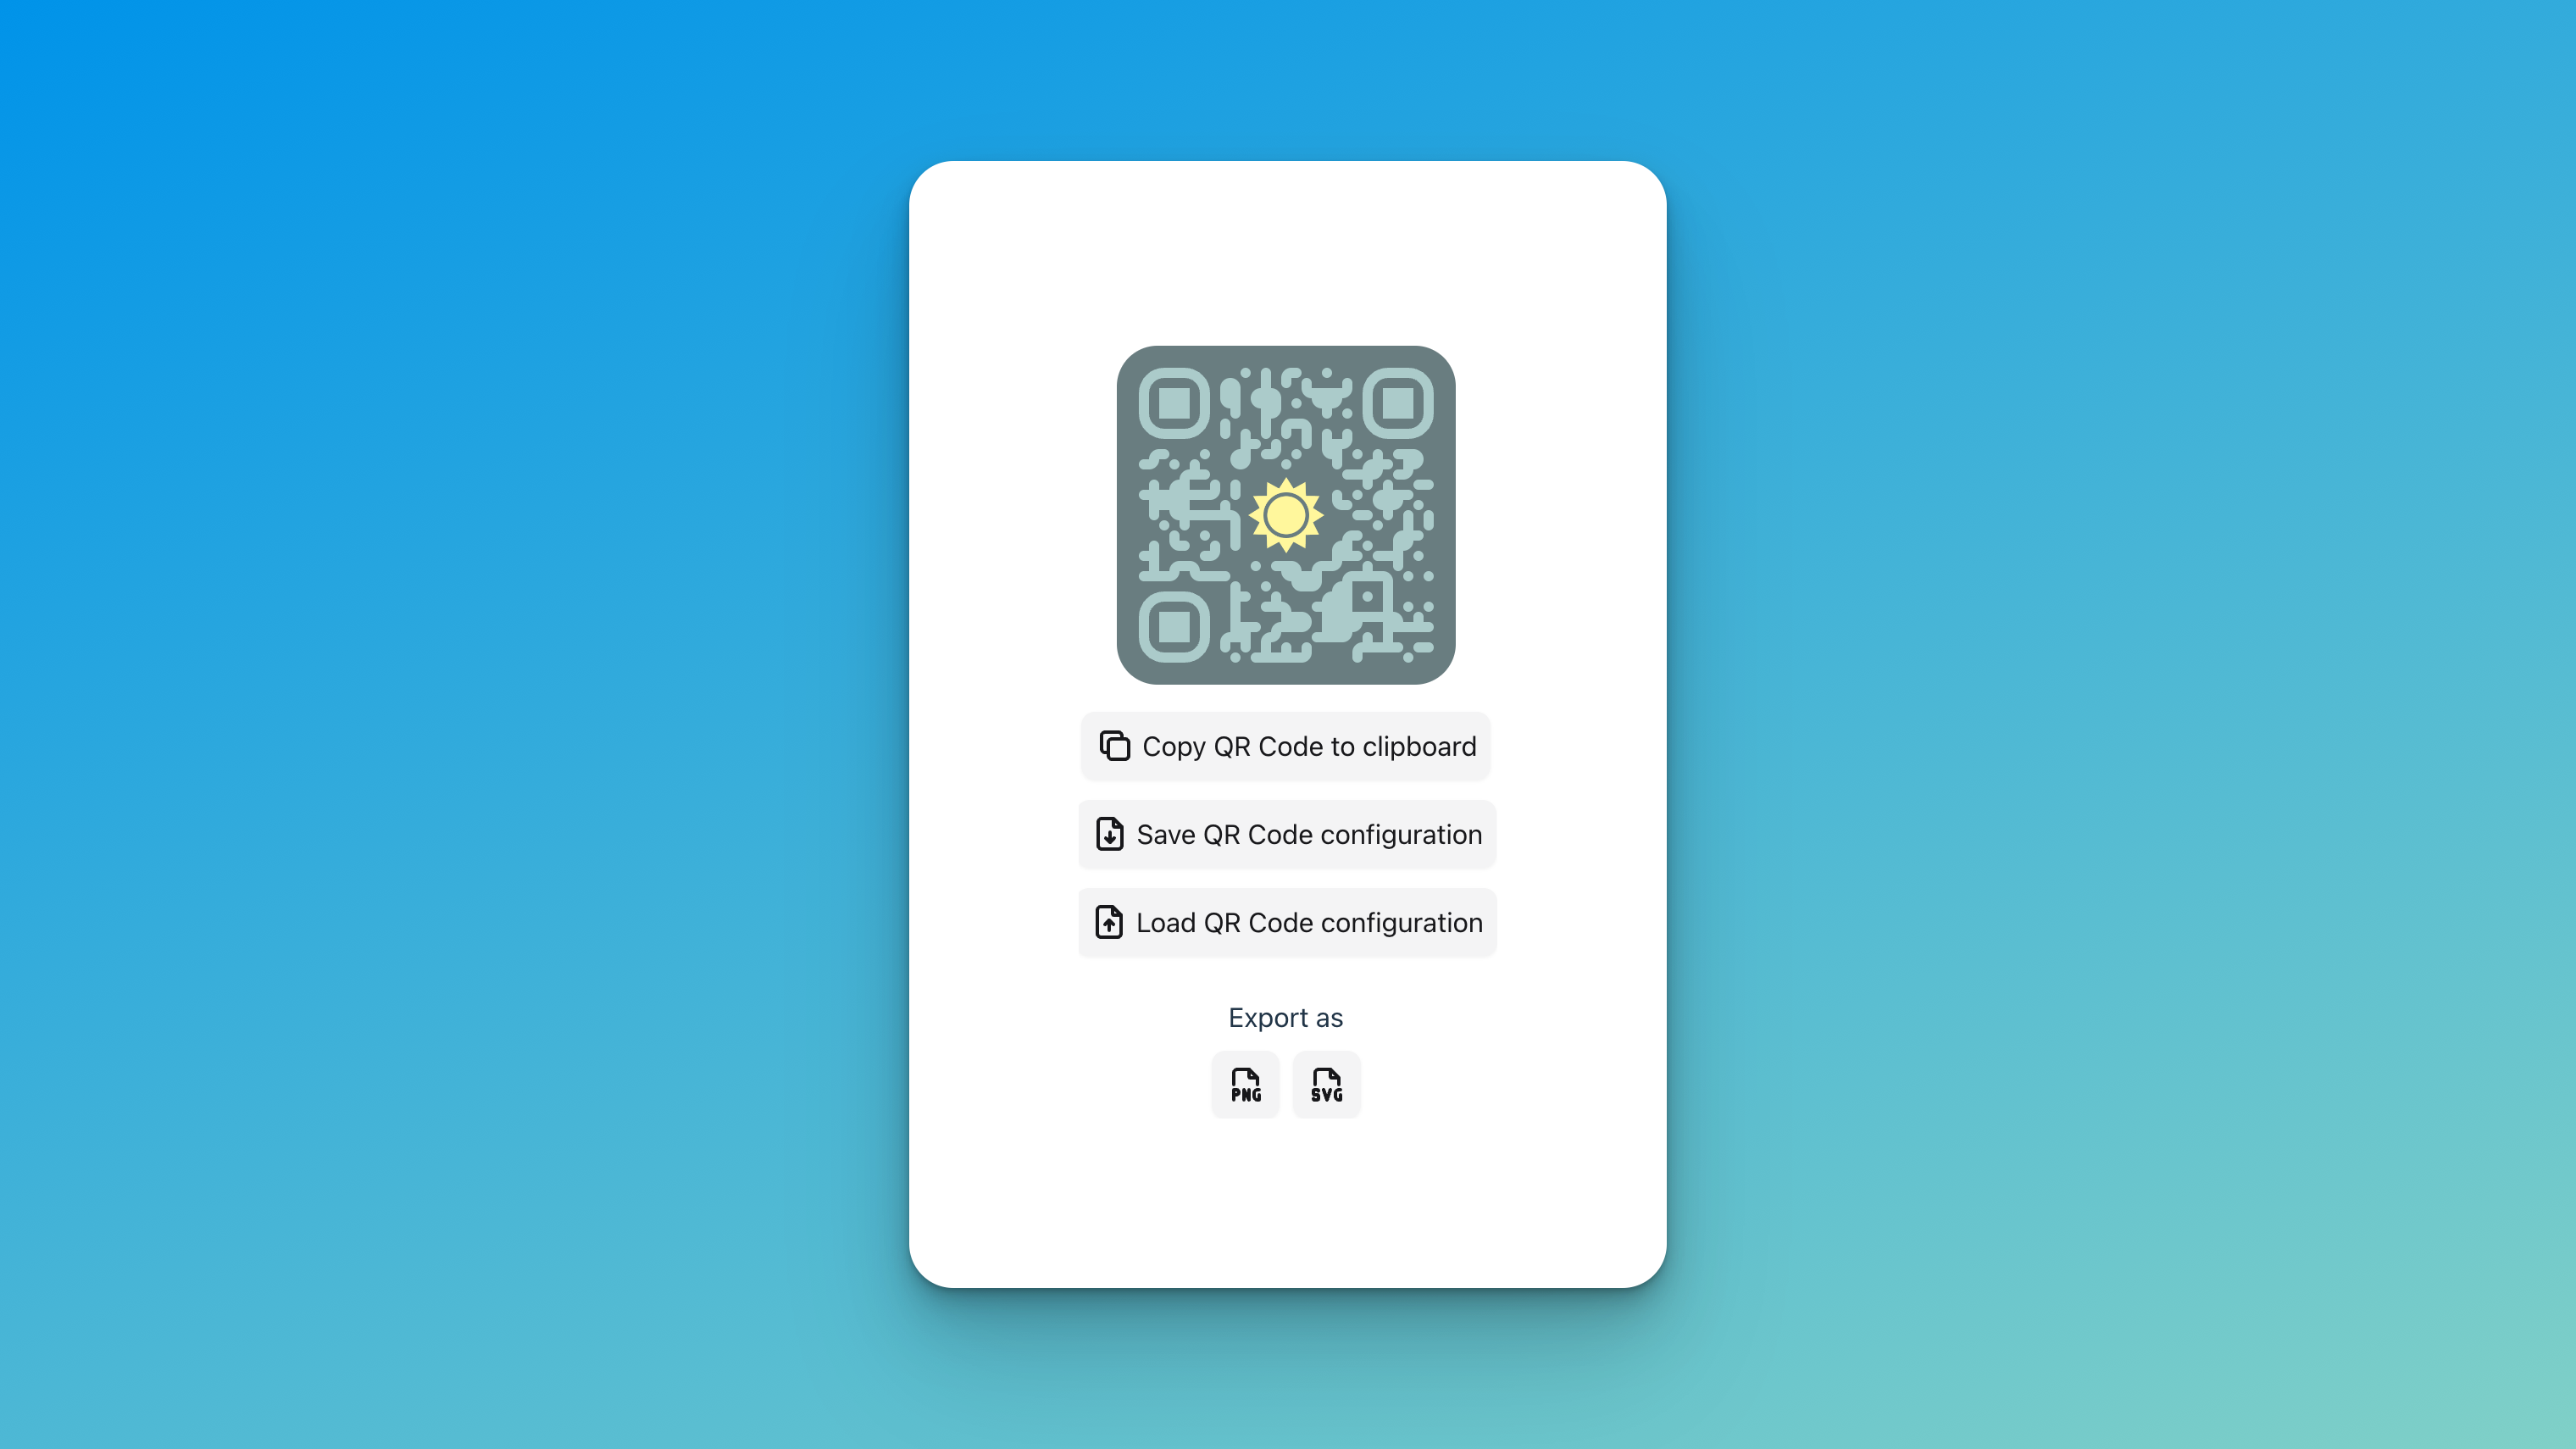 Copy QR Code to clipboard
Save QR Code configuration
Load QR Code configuration
Export as
PNG
SVG